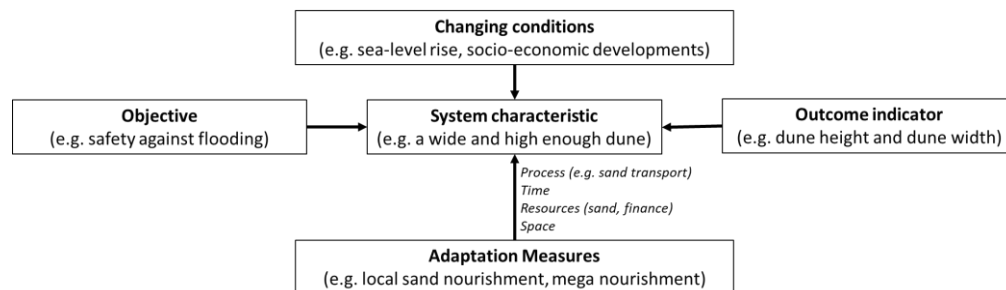 Changing conditions
(e.g. sea-level rise, socio-economic developments)
Objective
(e.g. safety against flooding)
System characteristic
(e.g. a wide and high enough dune)
Outcome indicator
(e.g. dune height and dune width)
Process (e.g. sand transport)
Time
Resources (sand, finance)
Space
Adaptation Measures
(e.g. local sand nourishment, mega nourishment)